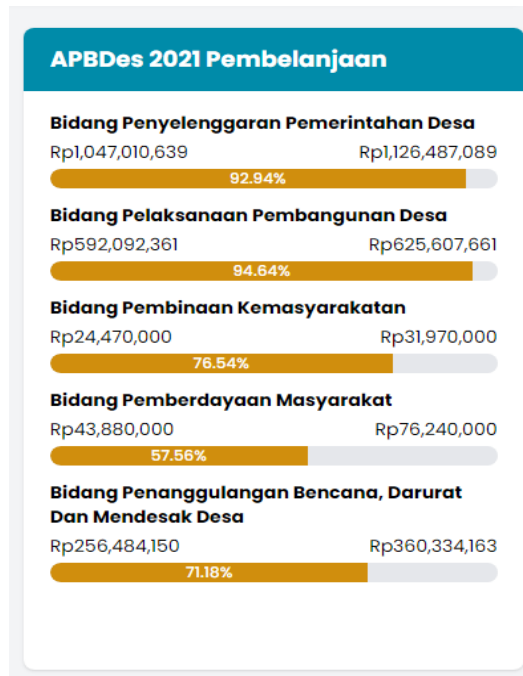 APBDes 2021 Pembelanjaan
Bidang Penyelenggaran Pemerintahan Desa
Rp1,047,010,639 Rp1,126,487,089
92.94%
Bidang Pelaksanaan Pembangunan Desa
Rp592,092,361 Rp625,607,661
94.64%
Bidang Pembinaan Kemasyarakatan
Rp24,470,000 Rp31,970,000
76.54%
Bidang Pemberdayaan Masyarakat
Rp43,880,000 Rp76,240,000
57.56%
Bidang Penanggulangan Bencana, Darurat
Dan Mendesak Desa
Rp256,484,150 Rp360,334,163
71.18%